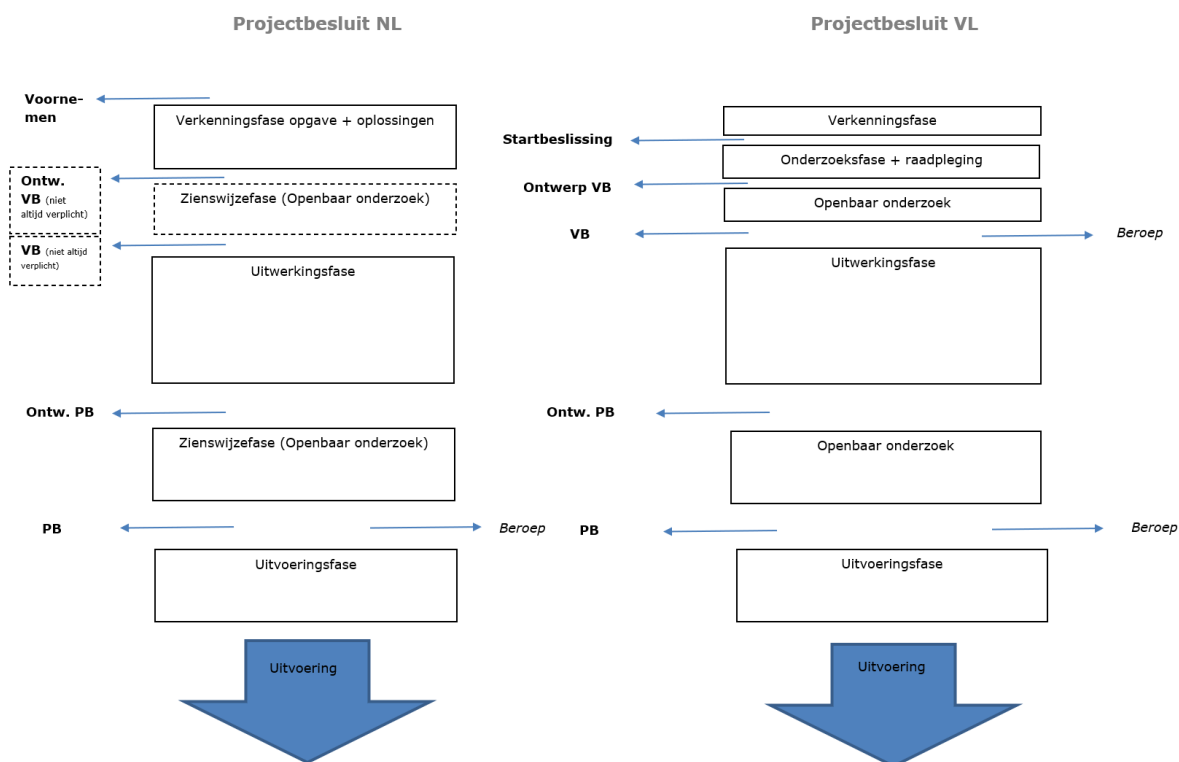 Projectbesluit NL
Voorne-
men
Verkenningsfase opgave + oplossingen
Ontw.
VB (niet
altijd verplicht)
Zienswijzefase (Openbaar onderzoek)
VB (niet altijd
verplicht)
Uitwerkingsfase
Ontw. PB
Zienswijzefase (Openbaar onderzoek)
PB
Beroep
Uitvoeringsfase
Uitvoering
Projectbesluit VL
Verkenningsfase
Startbeslissing
Onderzoeksfase + raadpleging
Ontwerp VB
Openbaar onderzoek
VB
Beroep
Uitwerkingsfase
Ontw. PB
Openbaar onderzoek
PB
Beroep
Uitvoeringsfase
Uitvoering